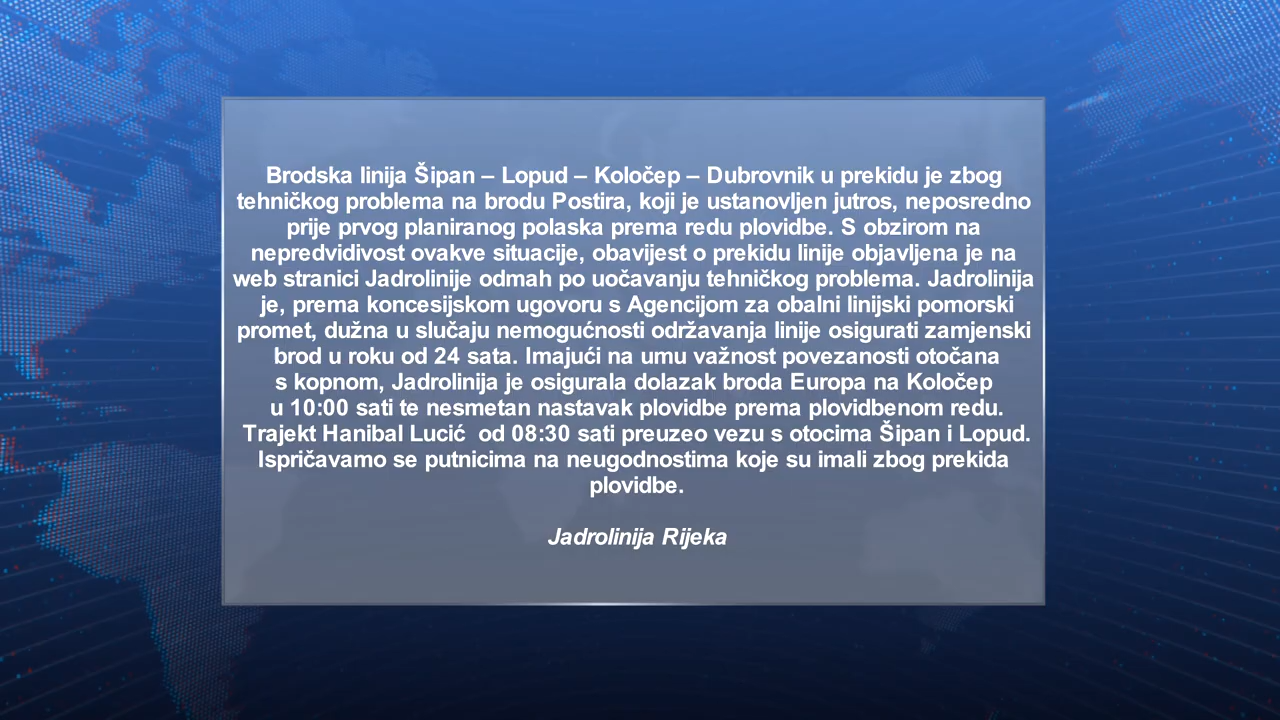 Brodska linija Šipan – Lopud – Koločep – Dubrovnik u prekidu je zbog
tehničkog problema na brodu Postira, koji je ustanovljen jutros, neposredno
prije prvog planiranog polaska prema redu plovidbe. S obzirom na
nepredvidivost ovakve situacije, obavijest o prekidu linije objavljena je na
web stranici Jadrolinije odmah po uočavanju tehničkog problema. Jadrolinija
je, prema koncesijskom ugovoru s Agencijom za obalni linijski pomorski
promet, dužna u slučaju nemogućnosti održavanja linije osigurati zamjenski
brod u roku od 24 sata. Imajući na umu važnost povezanosti otočana
s kopnom, Jadrolinija je osigurala dolazak broda Europa na Koločep
u 10:00 sati te nesmetan nastavak plovidbe prema plovidbenom redu.
Trajekt Hanibal Lucić  od 08:30 sati preuzeo vezu s otocima Šipan i Lopud.
Ispričavamo se putnicima na neugodnostima koje su imali zbog prekida
plovidbe.
Jadrolinija Rijeka